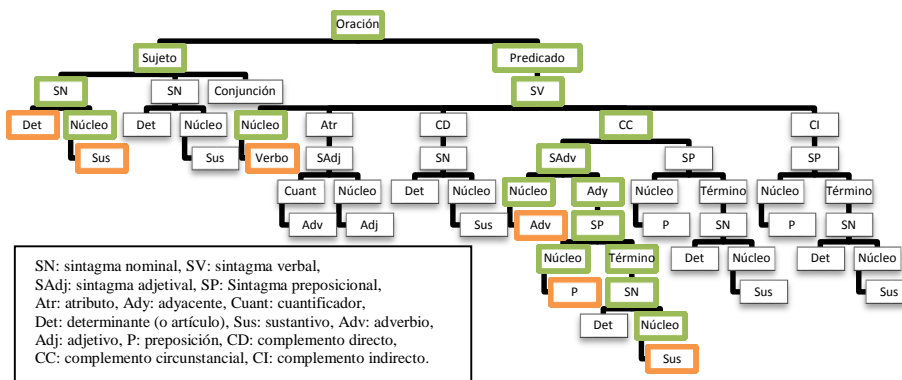 Oración
Sujeto Predicado
SN SN Conjunción SV
Det Núcleo Det Núcleo Núcleo Atr CD CC CI
Sus Sus Verbo SAdj SN SAdv SP SP
Cuant Núcleo Det Núcleo Núcleo Ady Núcleo Término Núcleo Término
Adv Adj Sus Adv SP P SN P SN
Núcleo Término Det Núcleo Det Núcleo
P SN Sus Sus
Det Núcleo
Sus
SN: sintagma nominal, SV: sintagma verbal,
SAdj: sintagma adjetival, SP: Sintagma preposicional,
Atr: atributo, Ady: adyacente, Cuant: cuantificador,
Det: determinante (o artículo), Sus: sustantivo, Adv: adverbio,
Adj: adjetivo, P: preposición, CD: complemento directo,
CC: complemento circunstancial, CI: complemento indirecto.